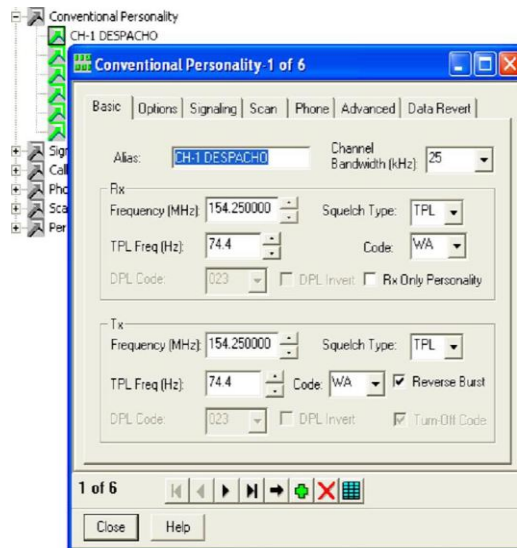 Conventional Personality
CH-1 DESPACHO
Sign
Call
Pho
Sca
Per
Conventional Personality-1 of 6
Basic Options Signaling Scan Phone Advanced Data Revert
Alias: CH-1 DESPACHO Channel Bandwidth (kHz): 25
Rx
Frequency (MHz): 154.250000 Squelch Type: TPL
TPL Freq (Hz): 74.4 Code: WA
DPL Code: 023 DPL Invert Rx Only Personality
Tx
Frequency (MHz): 154.250000 Squelch Type: TPL
TPL Freq (Hz): 74.4 Code: WA Reverse Burst
DPL Code: 023 DPL Invert Turn-Off Code
1 of 6
Close Help